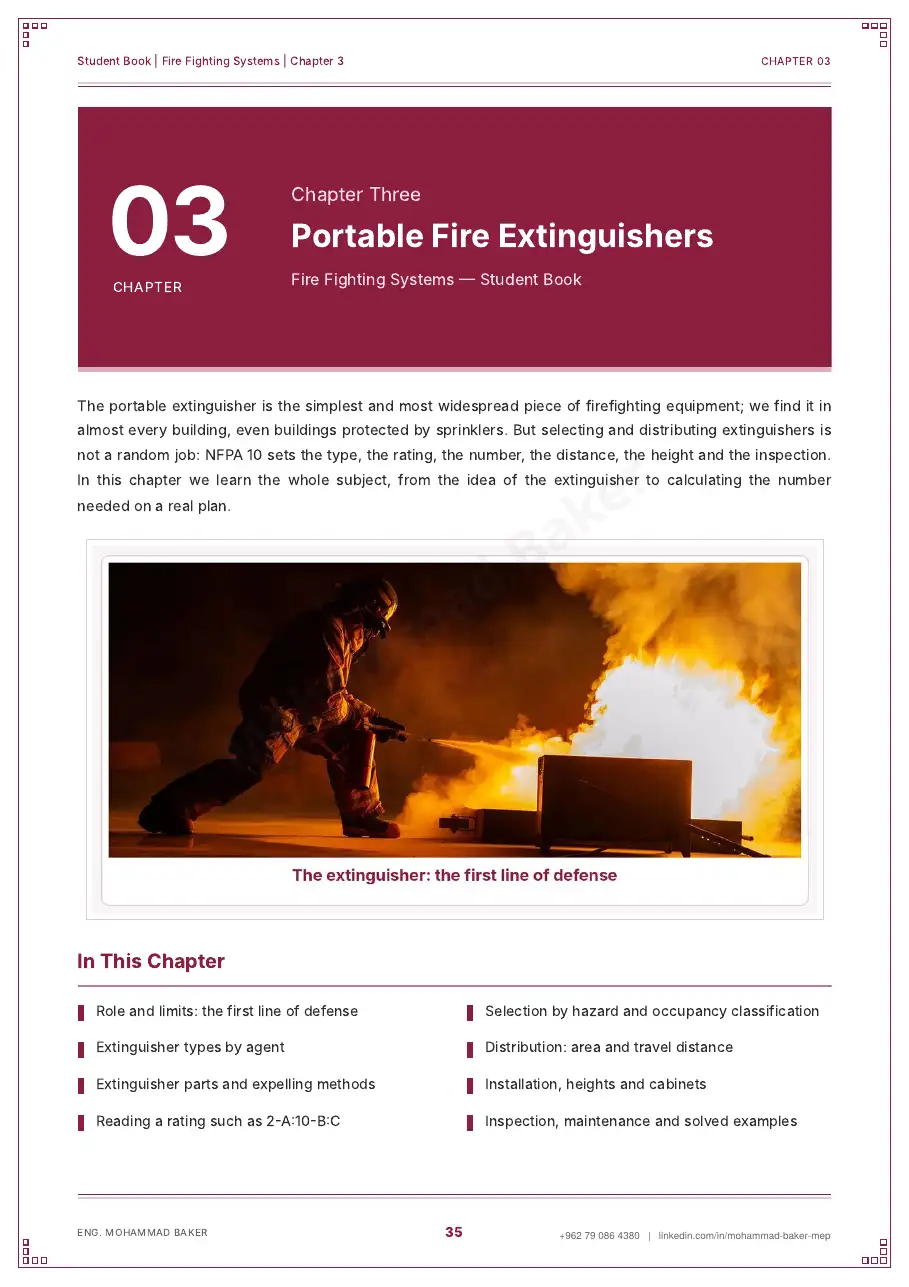 Student Book | Fire Fighting Systems | Chapter 3
CHAPTER 03
03
CHAPTER
Chapter Three
Portable Fire Extinguishers
Fire Fighting Systems — Student Book
The portable extinguisher is the simplest and most widespread piece of firefighting equipment; we find it in
almost every building, even buildings protected by sprinklers. But selecting and distributing extinguishers is
not a random job: NFPA 10 sets the type, the rating, the number, the distance, the height and the inspection.
In this chapter we learn the whole subject, from the idea of the extinguisher to calculating the number
needed on a real plan.
Baker
The extinguisher: the first line of defense
In This Chapter
Role and limits: the first line of defense
Extinguisher types by agent
Extinguisher parts and expelling methods
Reading a rating such as 2-A:10-B:C
Selection by hazard and occupancy classification
Distribution: area and travel distance
Installation, heights and cabinets
Inspection, maintenance and solved examples
ENG. MOHAMMAD BAKER
35
+962 79 086 4380 | linkedin.com/in/mohammad-baker-mep